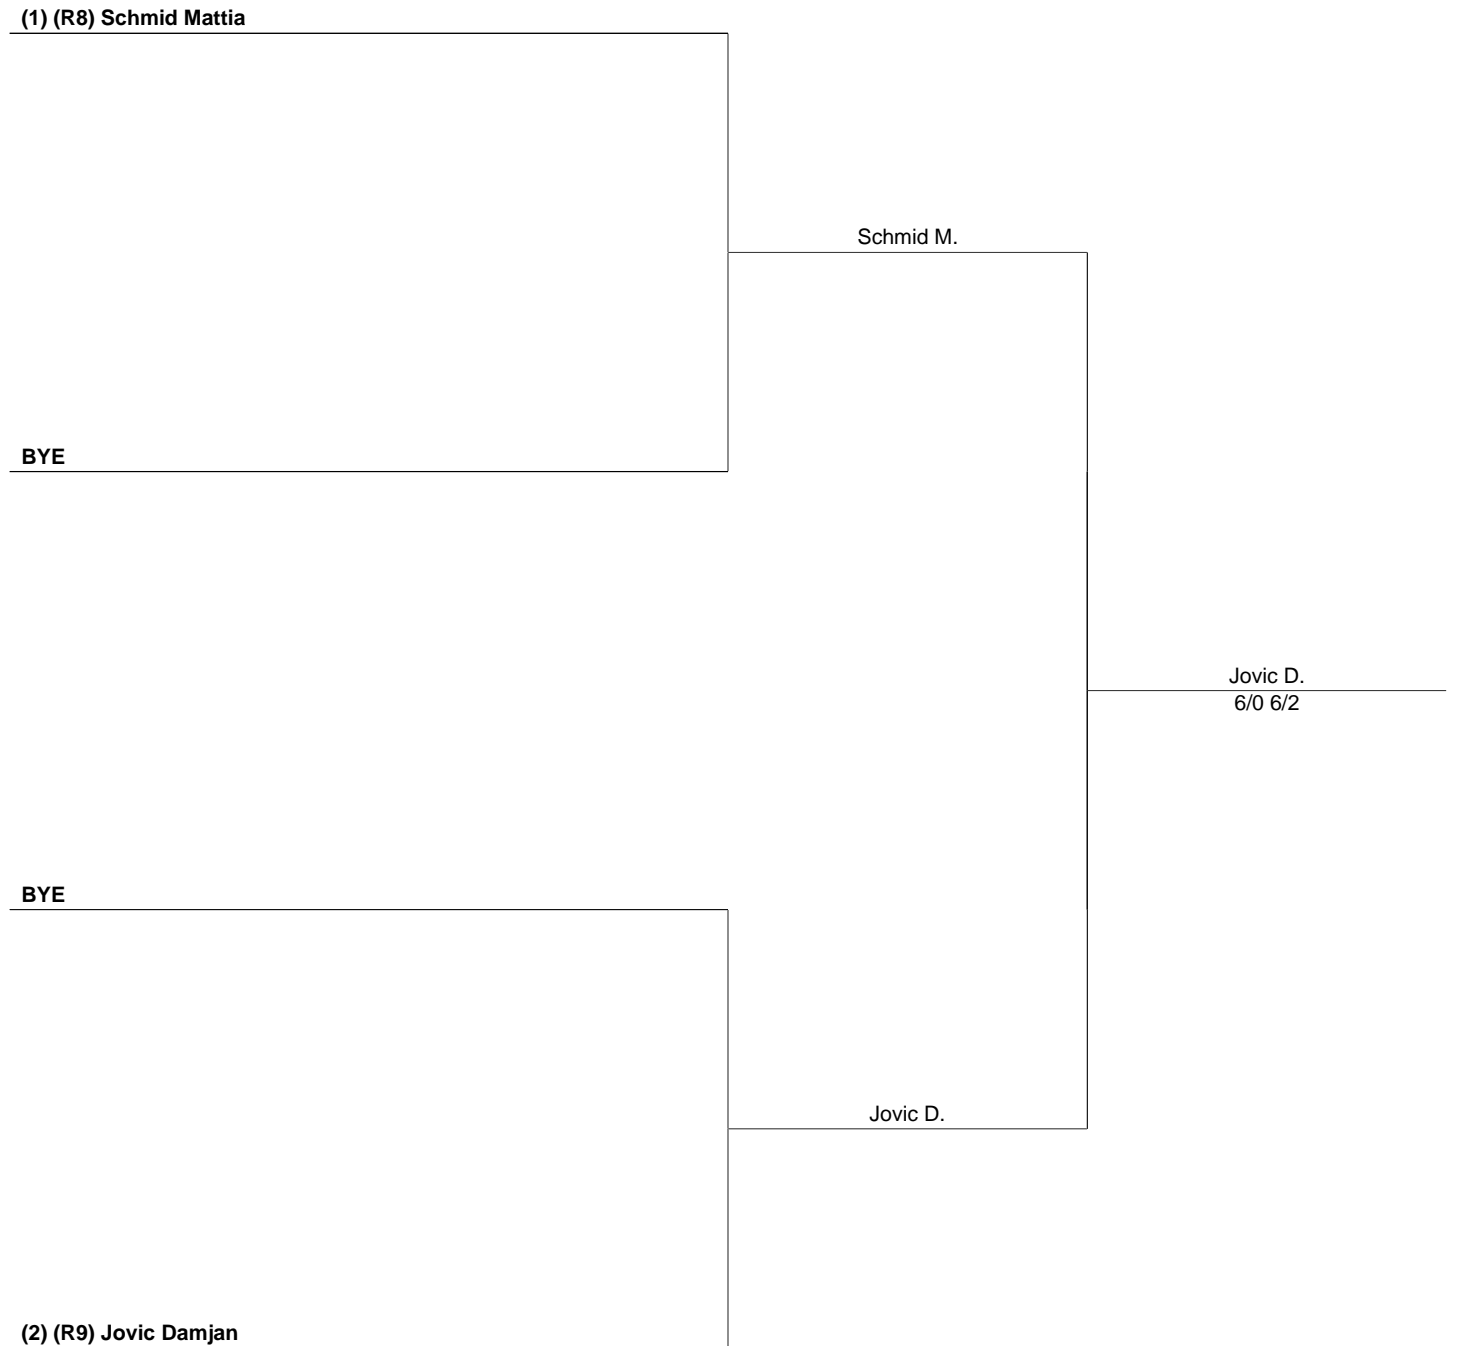 (1) (R8) Schmid Mattia
Schmid M.
BYE
Jovic D.
6/0 6/2
BYE
Jovic D.
(2) (R9) Jovic Damjan